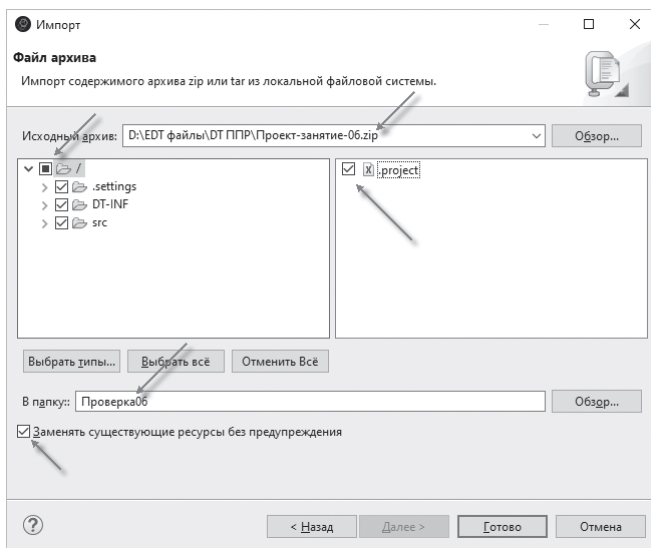 Импорт
Файл архива
Импорт содержимого архива zip или tar из локальной файловой системы.
Исходный архив: D:\EDT файлы\DT ППР\Проект-занятие-06.zip Обзор...
/
.settings
DT-INF
src
.project
Выбрать типы... Выбрать всё Отменить Всё
В папку:: Проверка06 Обзор...
Заменять существующие ресурсы без предупреждения
? < Назад Далее > Готово Отмена